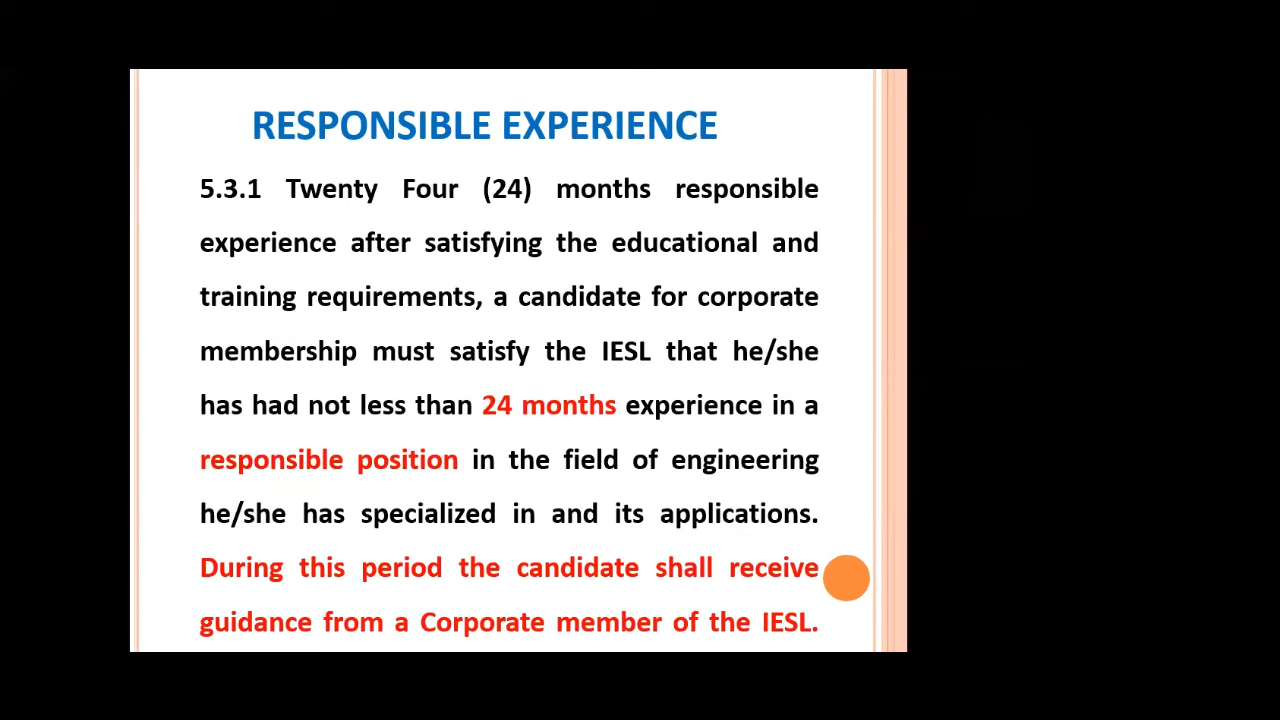 RESPONSIBLE EXPERIENCE
5.3.1 Twenty Four (24) months responsible
experience after satisfying the educational and
training requirements, a candidate for corporate
membership must satisfy the IESL that he/she
has had not less than 24 months experience in a
responsible position in the field of engineering
he/she has specialized in and its applications.
During this period the candidate shall receive
guidance from a Corporate member of the IESL.